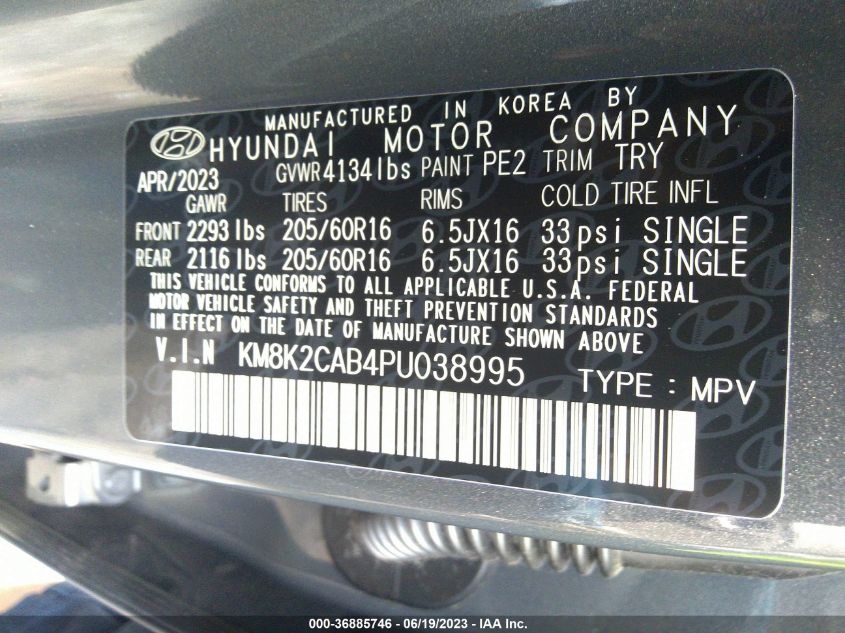 MANUFACTURED IN KOREA BY
HYUNDAI MOTOR COMPANY
APR/2023 GVWR 4134 lbs PAINT PE2 TRIM TRY
GAWR TIRES RIMS COLD TIRE INFL
FRONT 2293 lbs 205/60R16 6.5JX16 33psi SINGLE
REAR 2116 lbs 205/60R16 6.5JX16 33psi SINGLE
THIS VEHICLE CONFORMS TO ALL APPLICABLE U.S.A. FEDERAL
MOTOR VEHICLE SAFETY AND THEFT PREVENTION STANDARDS
IN EFFECT ON THE DATE OF MANUFACTURE SHOWN ABOVE
V.I.N KM8K2CAB4PU038995 TYPE : MPV
000-36885746 - 06/19/2023 - IAA Inc.